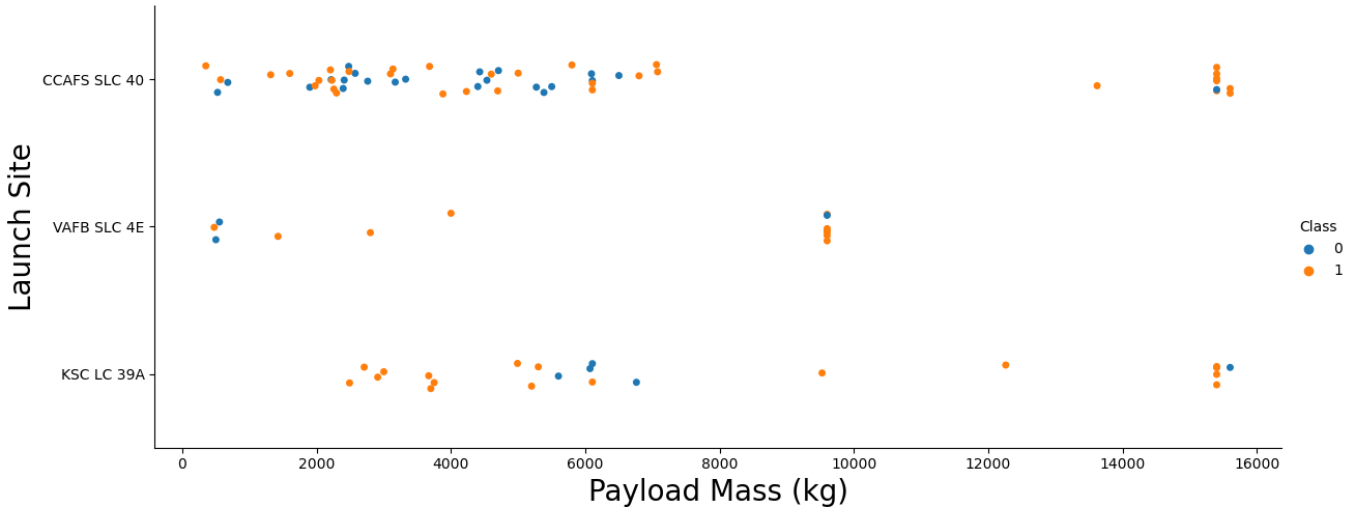 Launch Site
CCAFS SLC 40
VAFB SLC 4E
KSC LC 39A
0 2000 4000 6000 8000 10000 12000 14000 16000
Payload Mass (kg)
Class
0
1